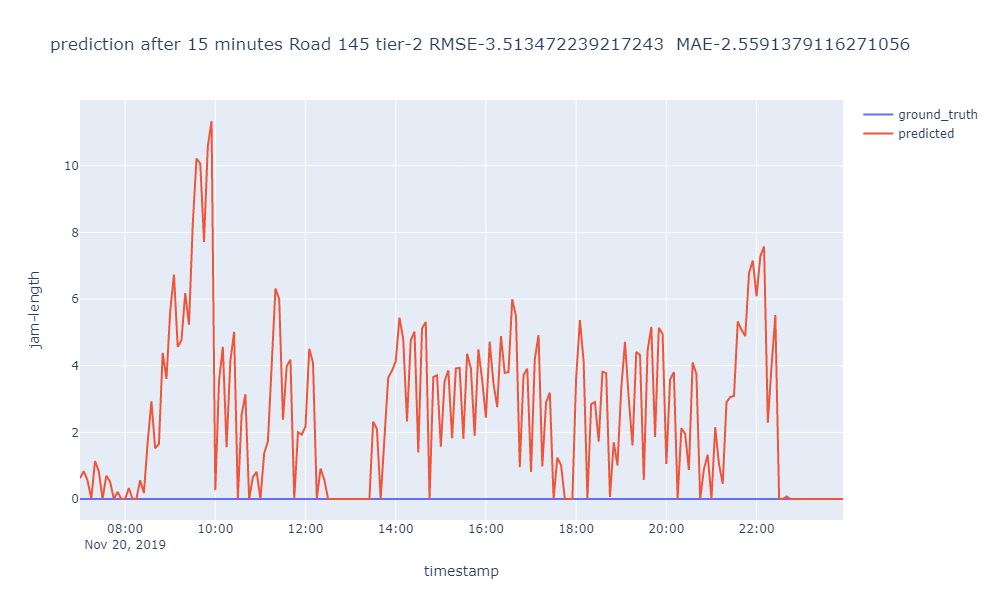 prediction after 15 minutes Road 145 tier-2 RMSE-3.513472239217243  MAE-2.5591379116271056
ground_truth
predicted
10
8
6
4
2
0
jam-length
08:00 10:00 12:00 14:00 16:00 18:00 20:00 22:00
Nov 20, 2019
timestamp